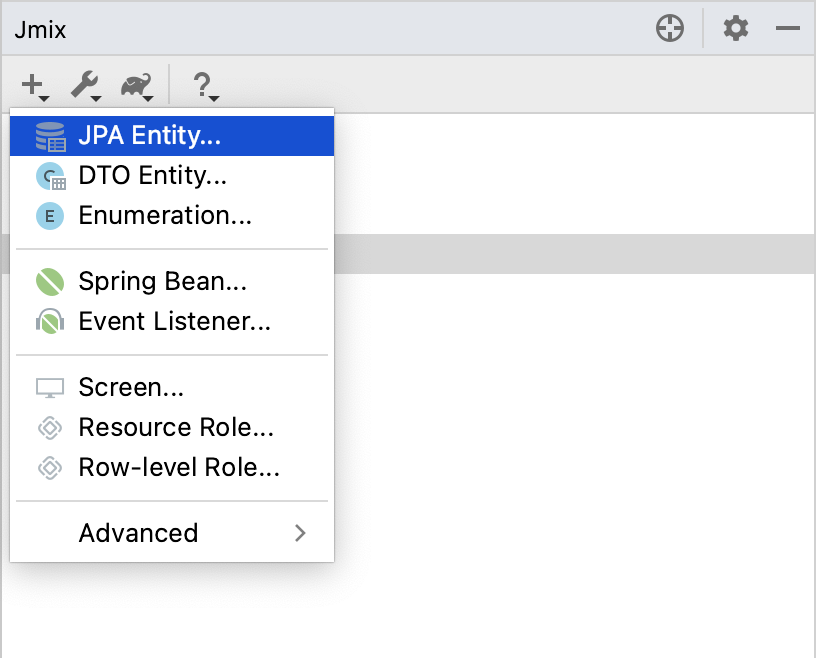 Jmix
JPA Entity...
DTO Entity...
Enumeration...
Spring Bean...
Event Listener...
Screen...
Resource Role...
Row-level Role...
Advanced